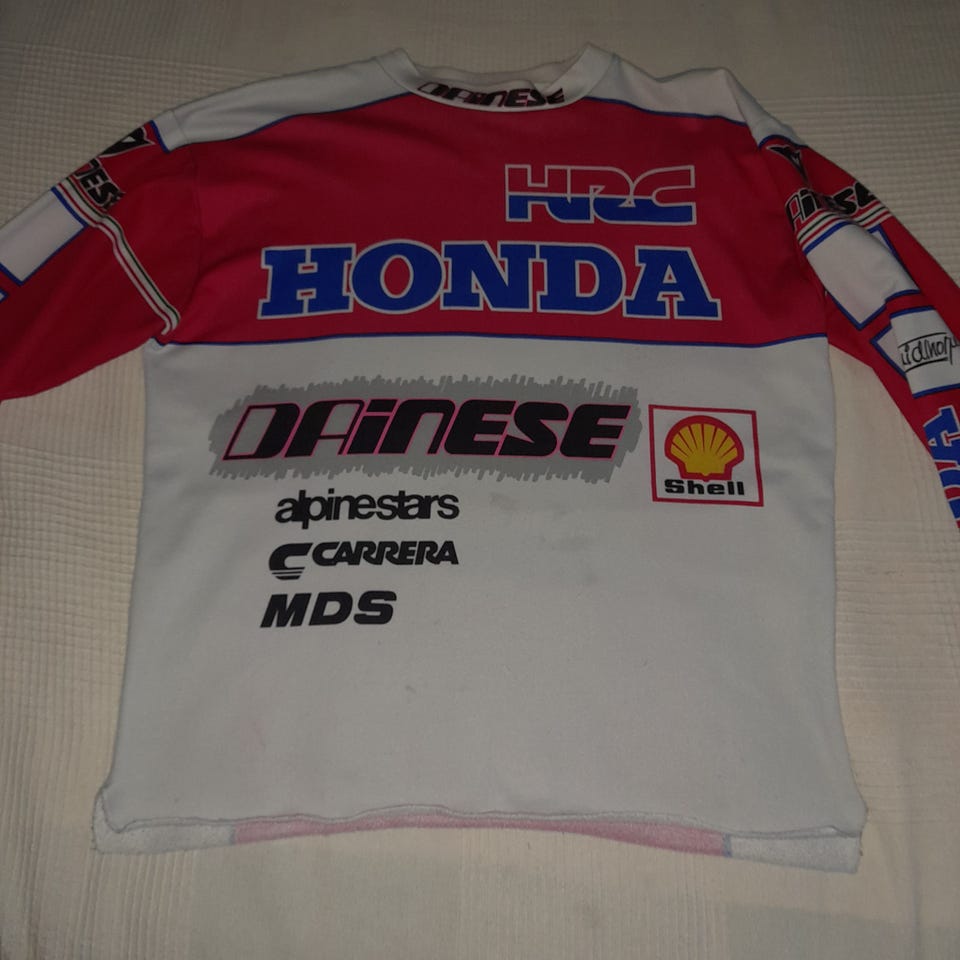 DAiNESE
HRC
HONDA
DAiNESE
Shell
alpinestars
CARRERA
MDS